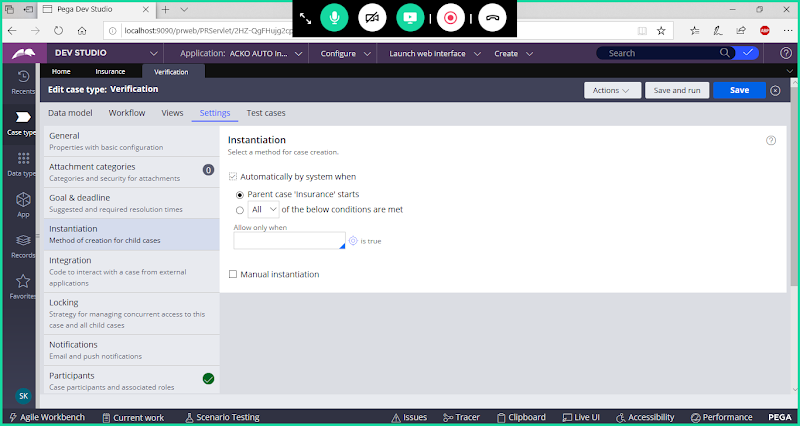 Pega Dev Studio
localhost:9090/prweb/PRServlet/2HZ-QgFHujg2cp
ABP
DEV STUDIO
Application: ACKO AUTO In...
Configure
Launch web interface
Create
Search
Home
Insurance
Verification
Recents
Edit case type: Verification
Actions
Save and run
Save
Data model
Workflow
Views
Settings
Test cases
Case type
Data type
App
Records
Favorite
SK
General
Properties with basic configuration
Attachment categories
Categories and security for attachments
0
Goal & deadline
Suggested and required resolution times
Instantiation
Method of creation for child cases
Integration
Code to interact with a case from external
applications
Locking
Strategy for managing concurrent access to this
case and all child cases
Notifications
Email and push notifications
Participants
Case participants and associated roles
Instantiation
Select a method for case creation.
Automatically by system when
Parent case 'Insurance' starts
All of the below conditions are met
Allow only when
is true
Manual instantiation
Agile Workbench
Current work
Scenario Testing
Issues
Tracer
Clipboard
Live UI
Accessibility
Performance
PEGA